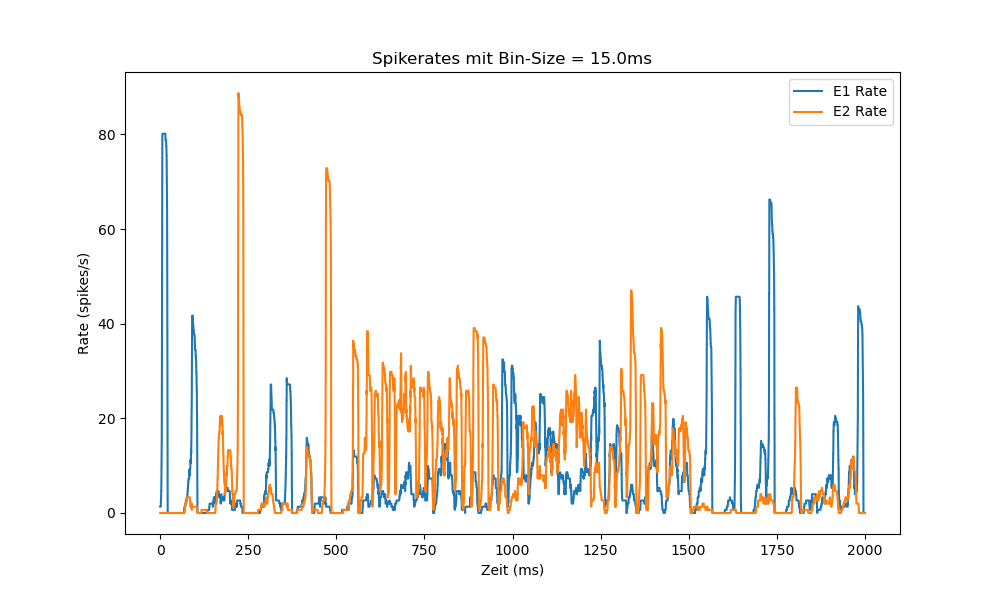 Spikerates mit Bin-Size = 15.0ms
E1 Rate
E2 Rate
Rate (spikes/s)
80
60
40
20
0
0 250 500 750 1000 1250 1500 1750 2000
Zeit (ms)